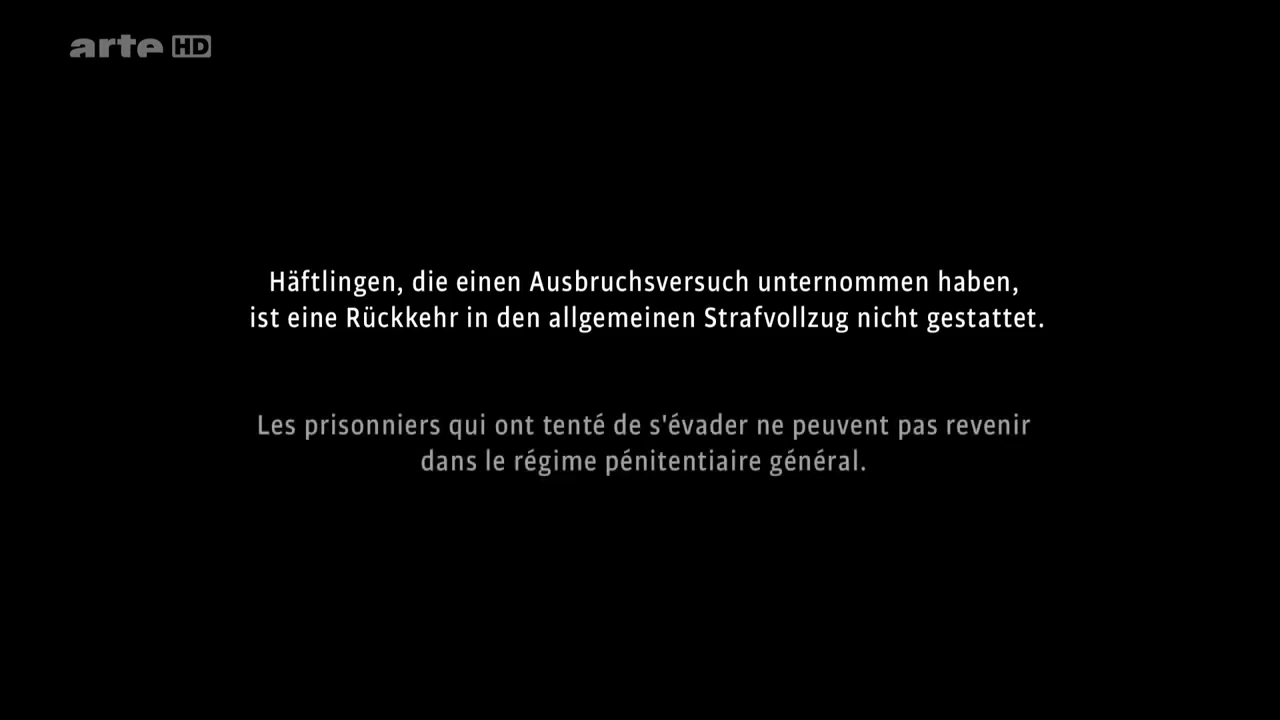 arte HD
Häftlingen, die einen Ausbruchsversuch unternommen haben,
ist eine Rückkehr in den allgemeinen Strafvollzug nicht gestattet.
Les prisonniers qui ont tenté de s'évader ne peuvent pas revenir
dans le régime pénitentiaire général.